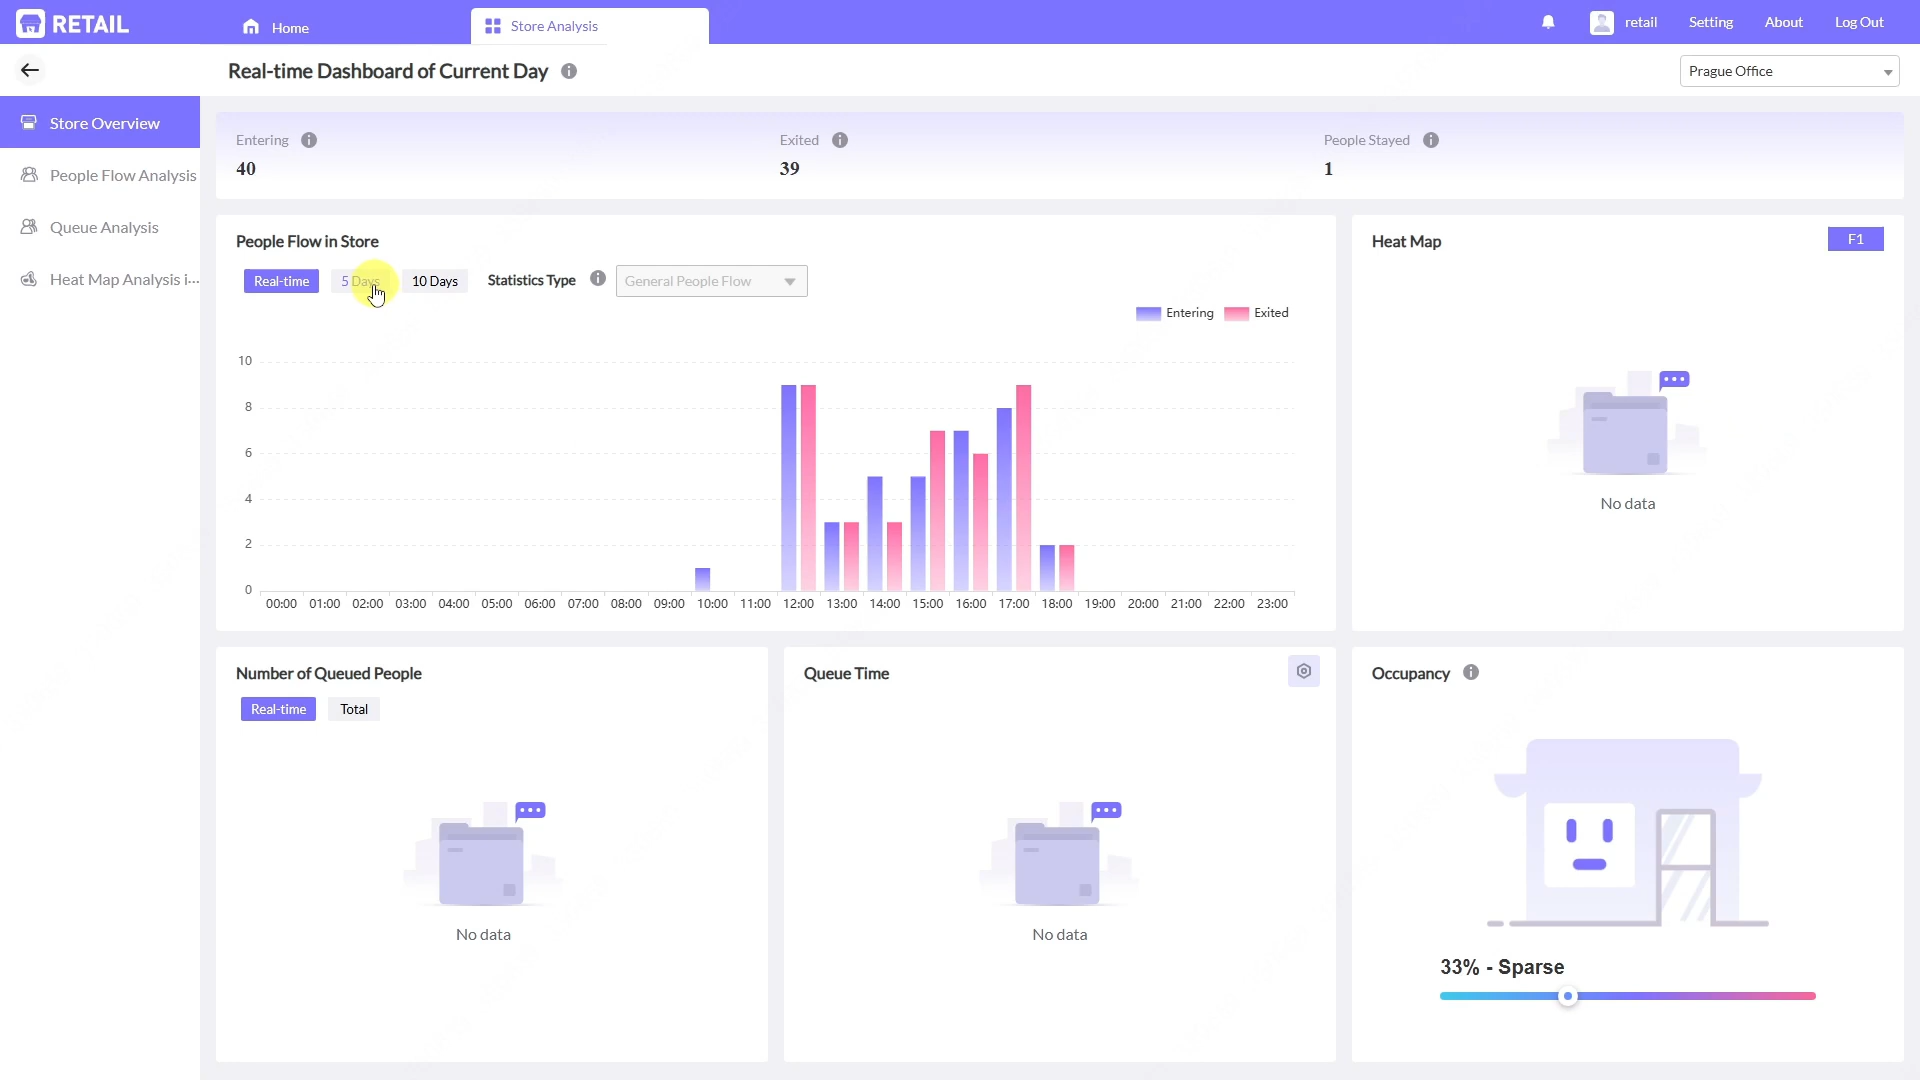 RETAIL
Home
Store Analysis
retail
Setting
About
Log Out
Real-time Dashboard of Current Day
Prague Office
Store Overview
People Flow Analysis
Queue Analysis
Heat Map Analysis i...
Entering
40
Exited
39
People Stayed
1
People Flow in Store
Real-time
5 Days
10 Days
Statistics Type
General People Flow
Entering
Exited
10
8
6
4
2
0
00:00 01:00 02:00 03:00 04:00 05:00 06:00 07:00 08:00 09:00 10:00 11:00 12:00 13:00 14:00 15:00 16:00 17:00 18:00 19:00 20:00 21:00 22:00 23:00
Heat Map
F1
No data
Number of Queued People
Real-time
Total
No data
Queue Time
No data
Occupancy
33% - Sparse